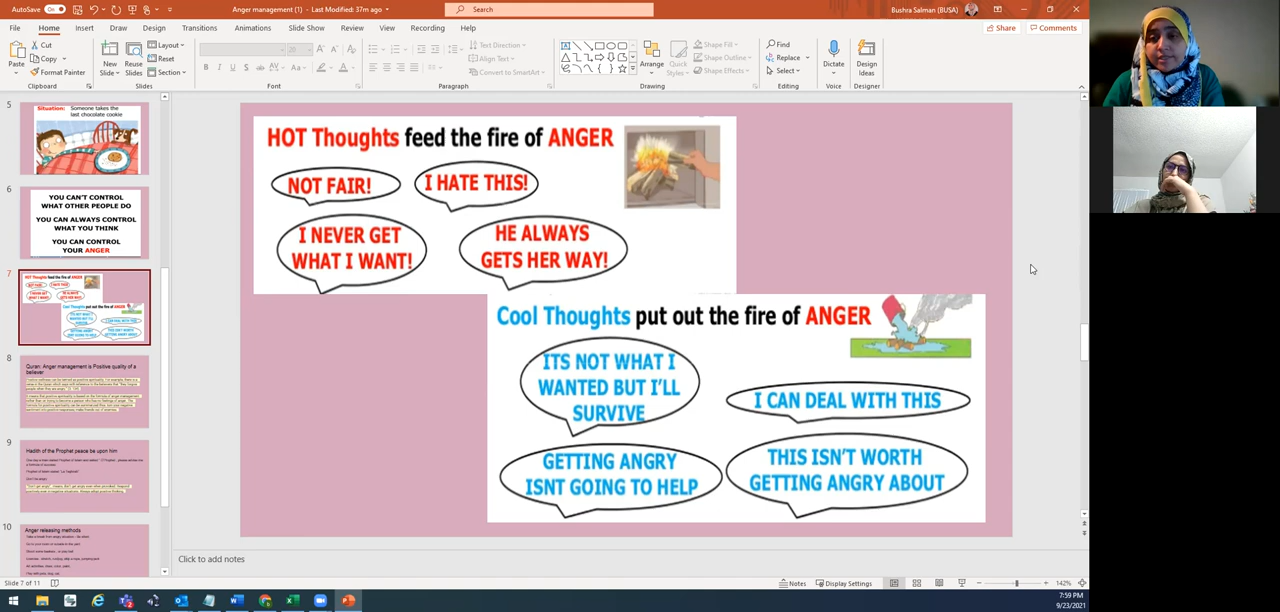 AutoSave On
Anger management (1) - Last Modified: 37m ago
Search
Bushra Salman (BUSA)
File Home Insert Draw Design Transitions Animations Slide Show Review View Recording Help
Share Comments
Paste
Cut
Copy
Format Painter
Clipboard
New Slide
Reuse Slides
Layout
Reset
Section
Slides
20
Font
Text Direction
Align Text
Convert to SmartArt
Paragraph
Arrange
Quick Styles
Shape Fill
Shape Outline
Shape Effects
Drawing
Find
Replace
Select
Editing
Dictate
Voice
Design Ideas
Designer
5
Situation: Someone takes the
last chocolate cookie
6
YOU CAN'T CONTROL
WHAT OTHER PEOPLE DO
YOU CAN ALWAYS CONTROL
WHAT YOU THINK
YOU CAN CONTROL
YOUR ANGER
7
HOT Thoughts feed the fire of ANGER
NOT FAIR!
I HATE THIS!
I NEVER GET
WHAT I WANT!
HE ALWAYS
GETS HER WAY!
Cool Thoughts put out the fire of ANGER
ITS NOT WHAT I
WANTED BUT I'LL
SURVIVE
I CAN DEAL WITH THIS
GETTING ANGRY
ISNT GOING TO HELP
THIS ISN'T WORTH
GETTING ANGRY ABOUT
8
Quran: Anger management is Positive quality of a
believer
9
Hadith of the Prophet peace be upon him
10
Anger releasing methods
Click to add notes
Slide 7 of 11
Notes
Display Settings
142%
7:59 PM
9/23/2021